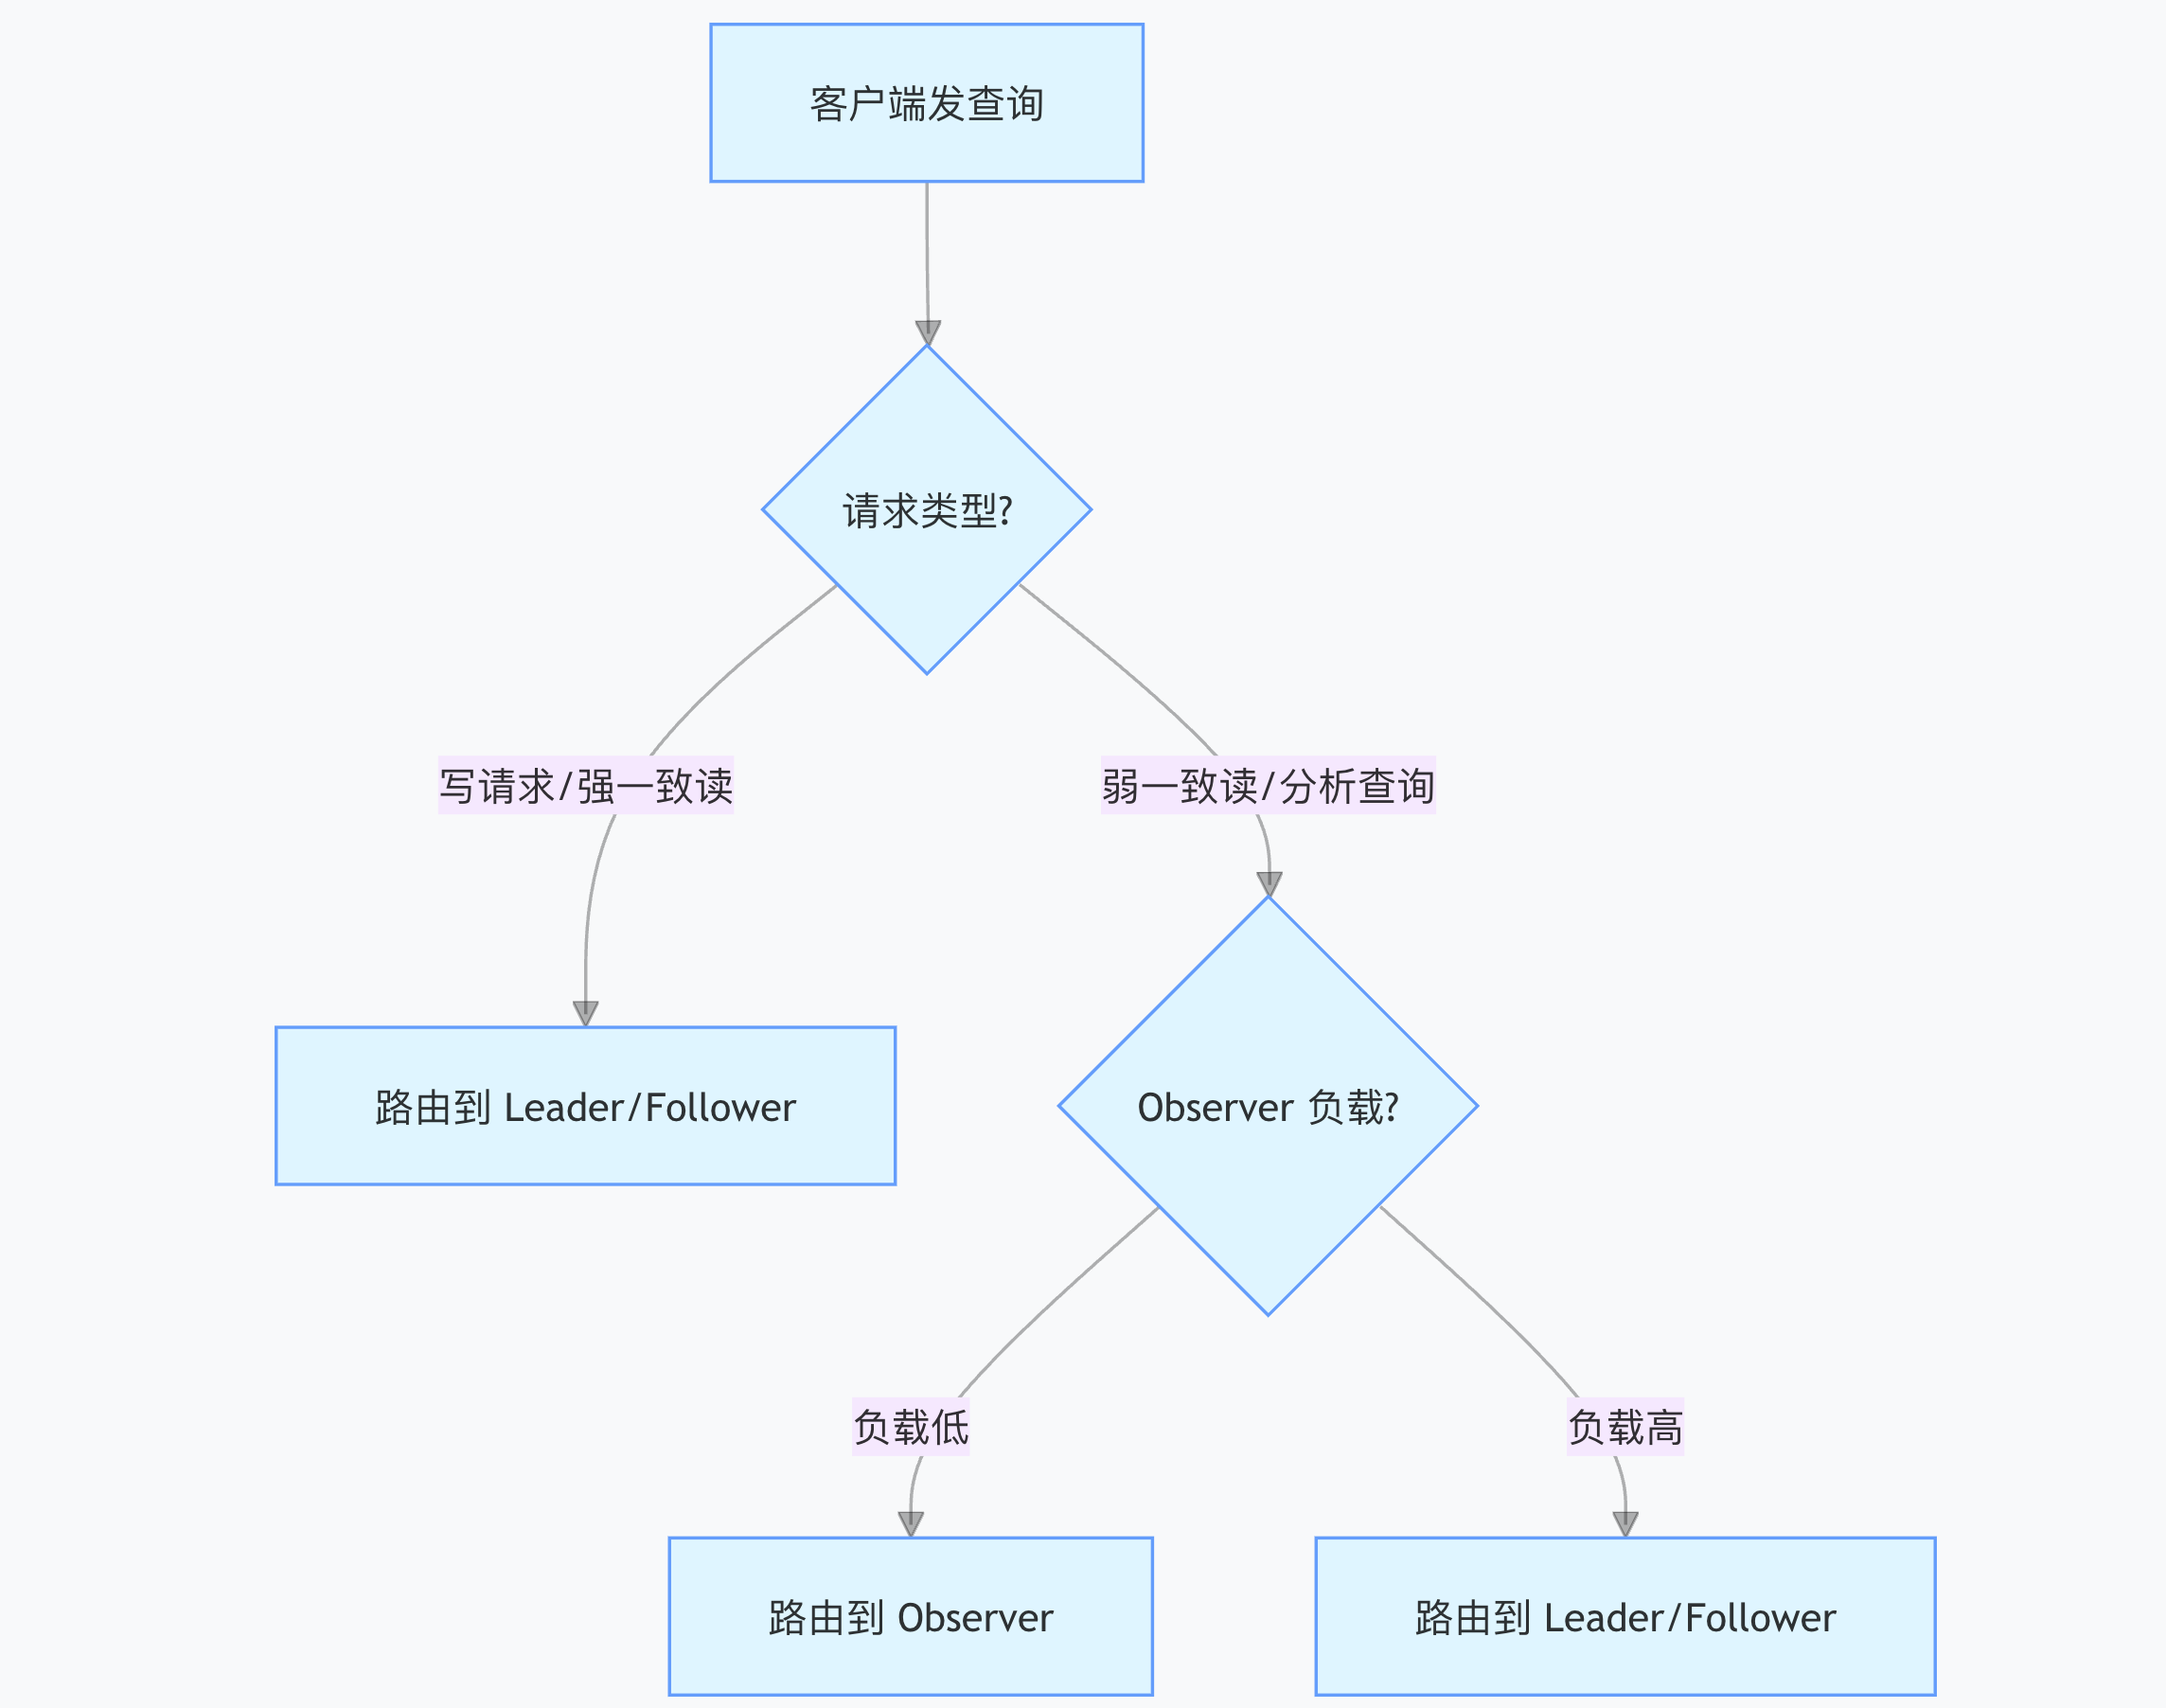 客户端发查询
请求类型?
写请求/强一致读
弱一致读/分析查询
路由到 Leader/Follower
Observer 负载?
负载低
负载高
路由到 Observer
路由到 Leader/Follower